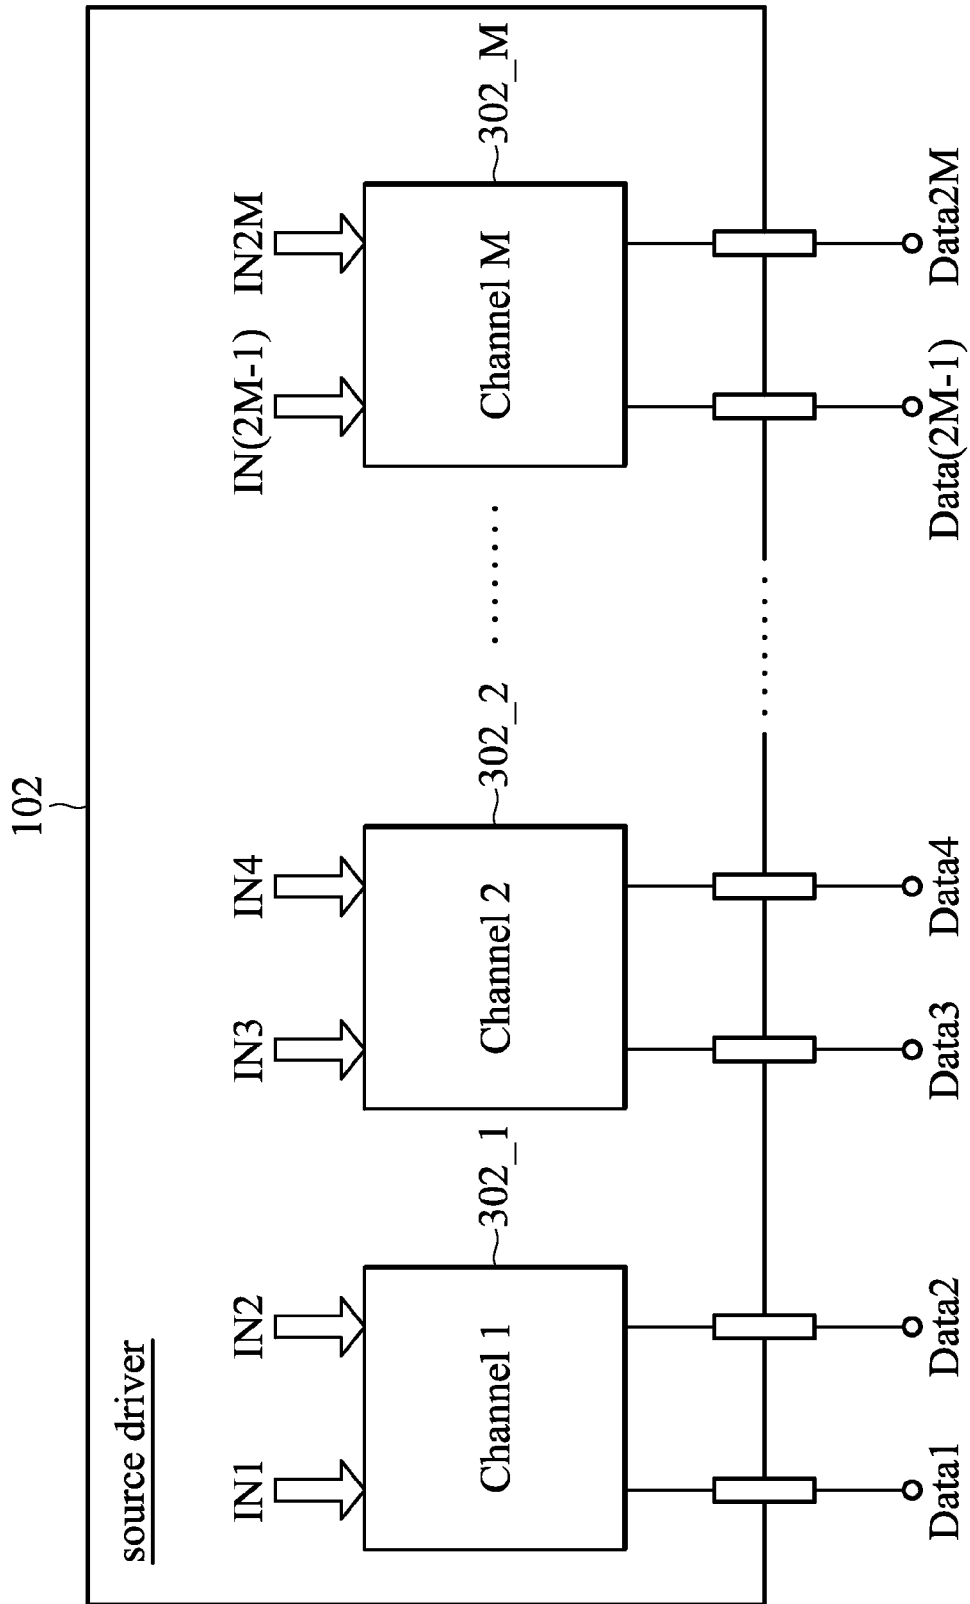 102
source driver
IN1
IN2
IN3
IN4
IN(2M-1)
IN2M
Channel 1
302_1
Channel 2
302_2
Channel M
302_M
Data1
Data2
Data3
Data4
Data(2M-1)
Data2M